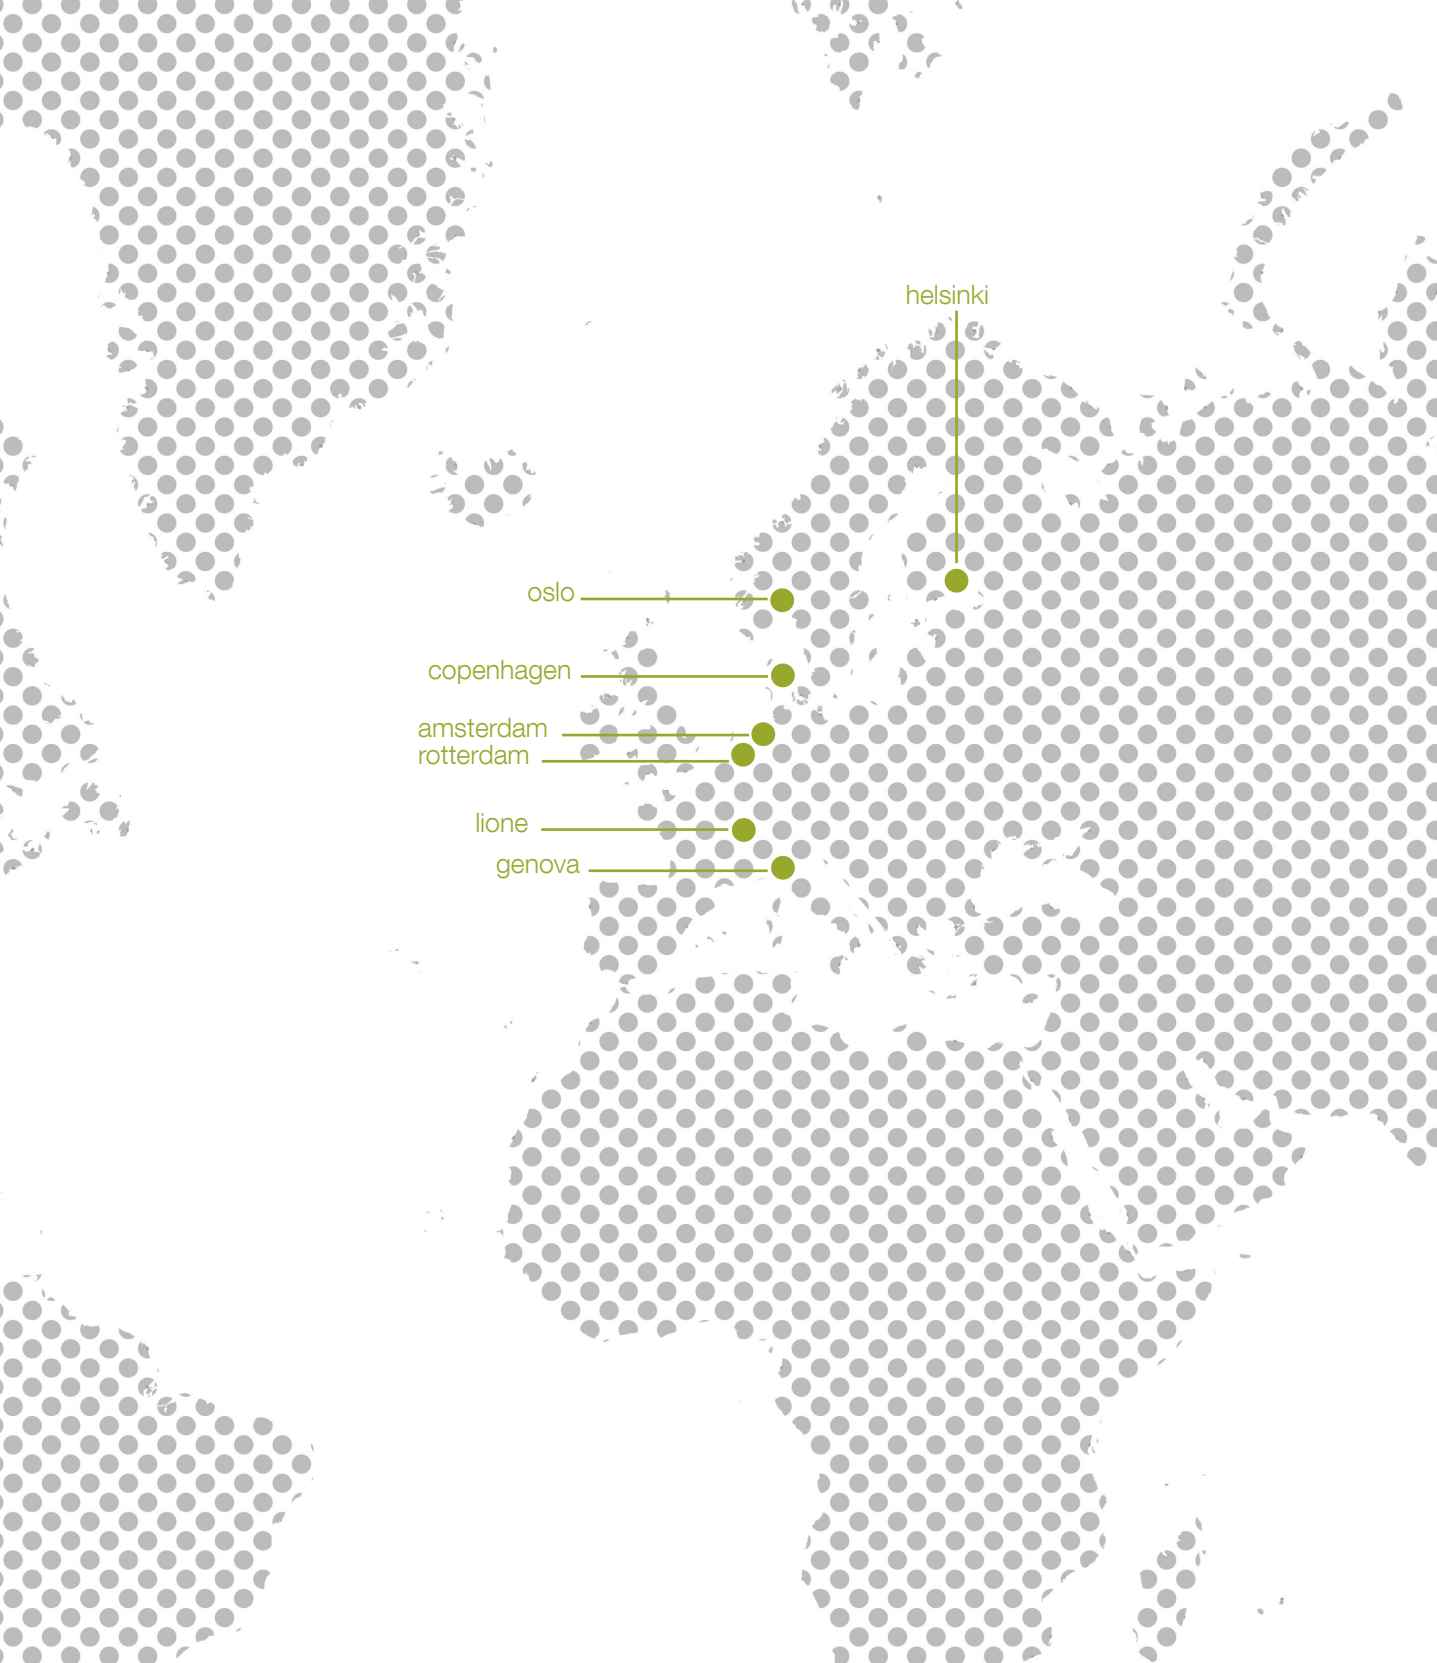 helsinki
oslo
copenhagen
amsterdam
rotterdam
lione
genova